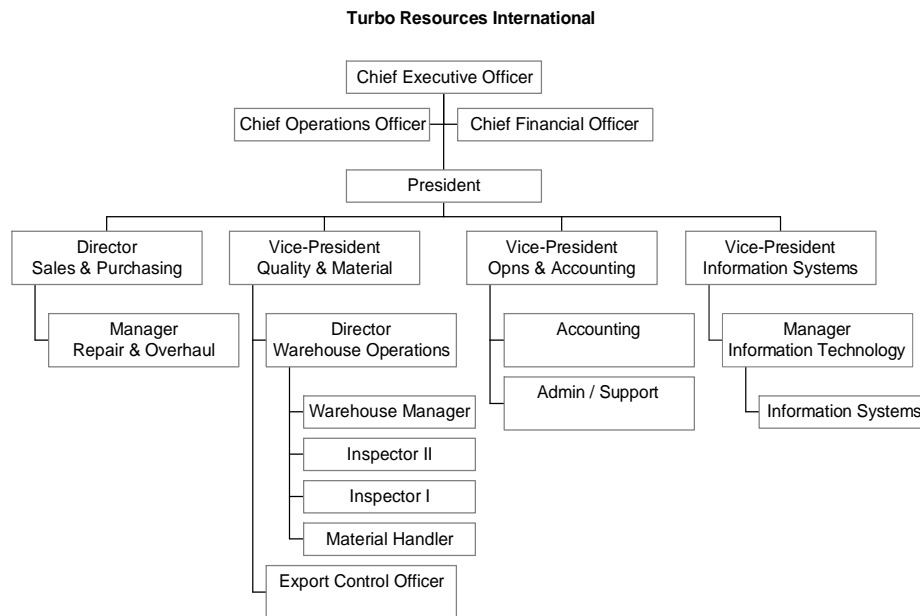 Turbo Resources International
Chief Executive Officer
Chief Operations Officer
Chief Financial Officer
President
Director
Sales & Purchasing
Vice-President
Quality & Material
Vice-President
Opns & Accounting
Vice-President
Information Systems
Manager
Repair & Overhaul
Director
Warehouse Operations
Accounting
Manager
Information Technology
Admin / Support
Warehouse Manager
Information Systems
Inspector II
Inspector I
Material Handler
Export Control Officer